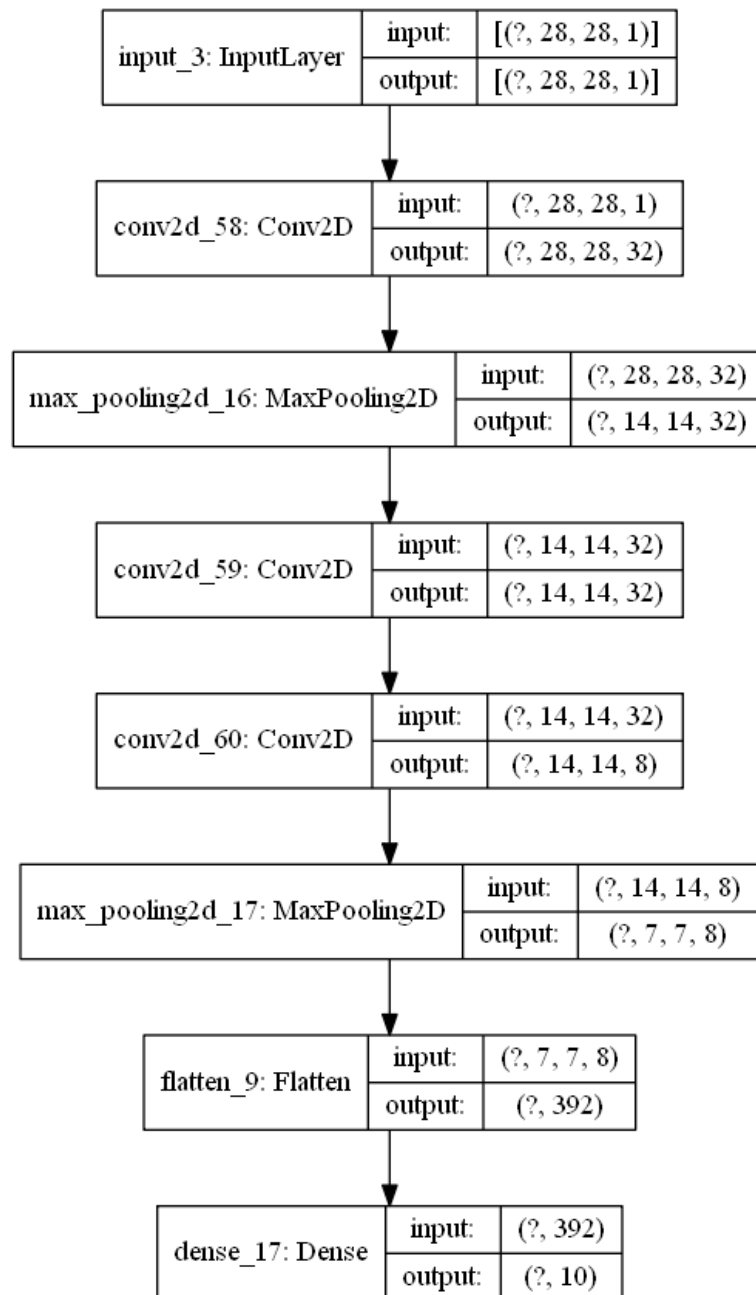 input_3: InputLayer
input:
[(?, 28, 28, 1)]
output:
[(?, 28, 28, 1)]
conv2d_58: Conv2D
input:
(?, 28, 28, 1)
output:
(?, 28, 28, 32)
max_pooling2d_16: MaxPooling2D
input:
(?, 28, 28, 32)
output:
(?, 14, 14, 32)
conv2d_59: Conv2D
input:
(?, 14, 14, 32)
output:
(?, 14, 14, 32)
conv2d_60: Conv2D
input:
(?, 14, 14, 32)
output:
(?, 14, 14, 8)
max_pooling2d_17: MaxPooling2D
input:
(?, 14, 14, 8)
output:
(?, 7, 7, 8)
flatten_9: Flatten
input:
(?, 7, 7, 8)
output:
(?, 392)
dense_17: Dense
input:
(?, 392)
output:
(?, 10)